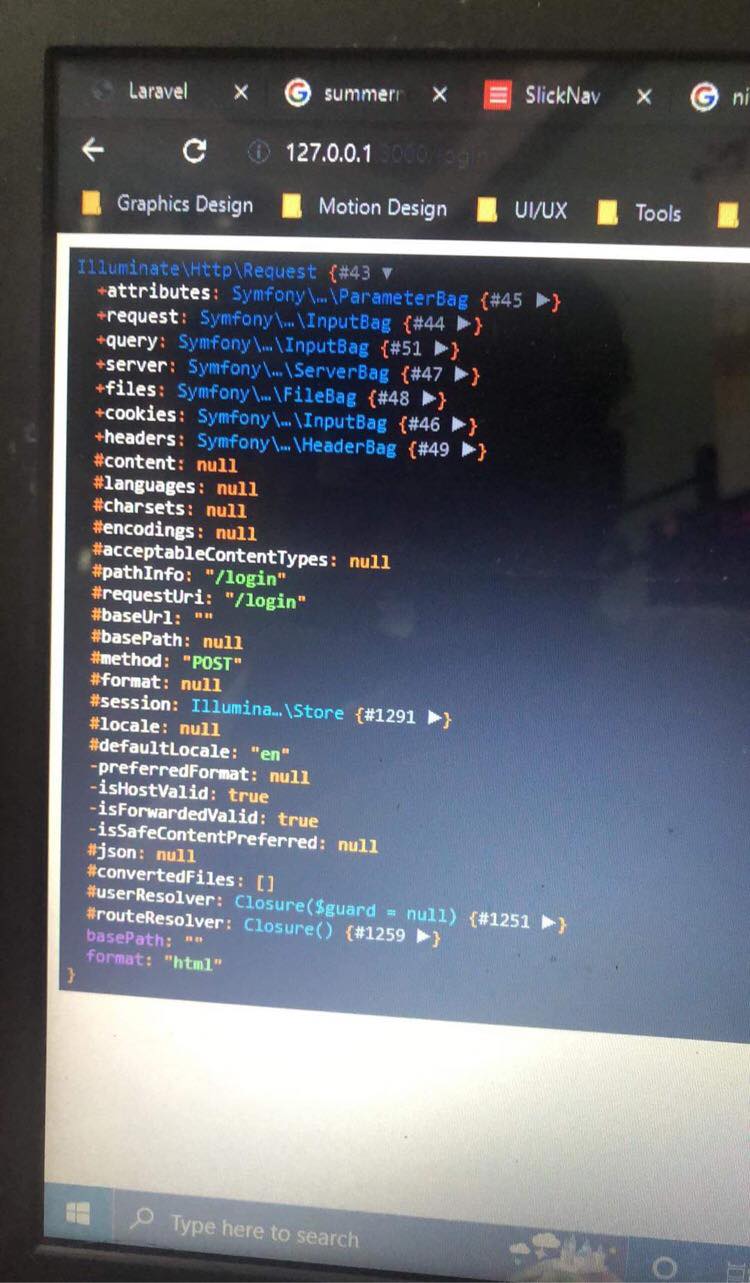 Laravel × summerr × SlickNav × ni
127.0.0.1:8000/login
Graphics Design Motion Design UI/UX Tools
Illuminate\Http\Request {#43 ▼
+attributes: Symfony\…\ParameterBag {#45 ▶}
+request: Symfony\…\InputBag {#44 ▶}
+query: Symfony\…\InputBag {#51 ▶}
+server: Symfony\…\ServerBag {#47 ▶}
+files: Symfony\…\FileBag {#48 ▶}
+cookies: Symfony\…\InputBag {#46 ▶}
+headers: Symfony\…\HeaderBag {#49 ▶}
#content: null
#languages: null
#charsets: null
#encodings: null
#acceptableContentTypes: null
#pathInfo: "/login"
#requestUri: "/login"
#baseUrl: ""
#basePath: null
#method: "POST"
#format: null
#session: Illumina…\Store {#1291 ▶}
#locale: null
#defaultLocale: "en"
-preferredFormat: null
-isHostValid: true
-isForwardedValid: true
-isSafeContentPreferred: null
#json: null
#convertedFiles: []
#userResolver: Closure($guard = null) {#1251 ▶}
#routeResolver: Closure() {#1259 ▶}
basePath: ""
format: "html"
}
Type here to search